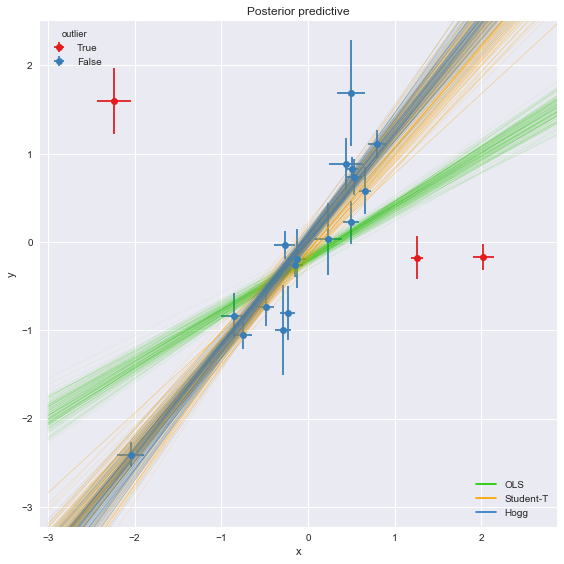 Posterior predictive
outlier
True
False
y
2
1
0
−1
−2
−3
OLS
Student-T
Hogg
−3 −2 −1 0 1 2
x